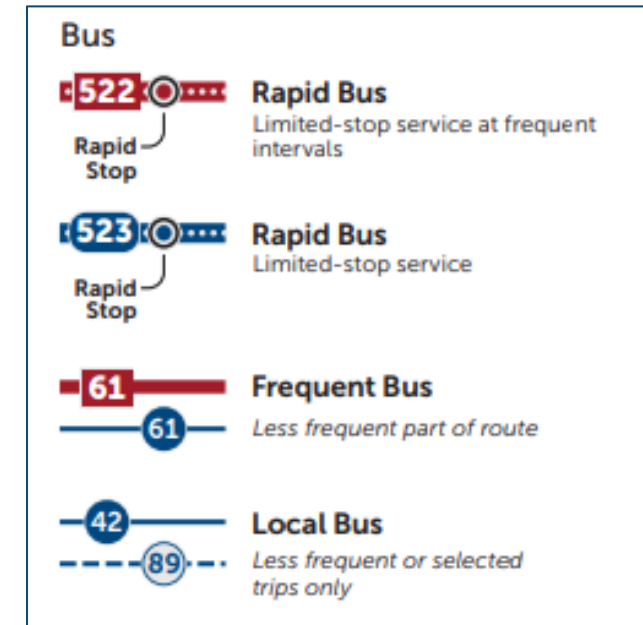 Bus
522
Rapid Bus
Limited-stop service at frequent
intervals
Rapid
Stop
523
Rapid Bus
Limited-stop service
Rapid
Stop
61
Frequent Bus
61
Less frequent part of route
42
Local Bus
89
Less frequent or selected
trips only